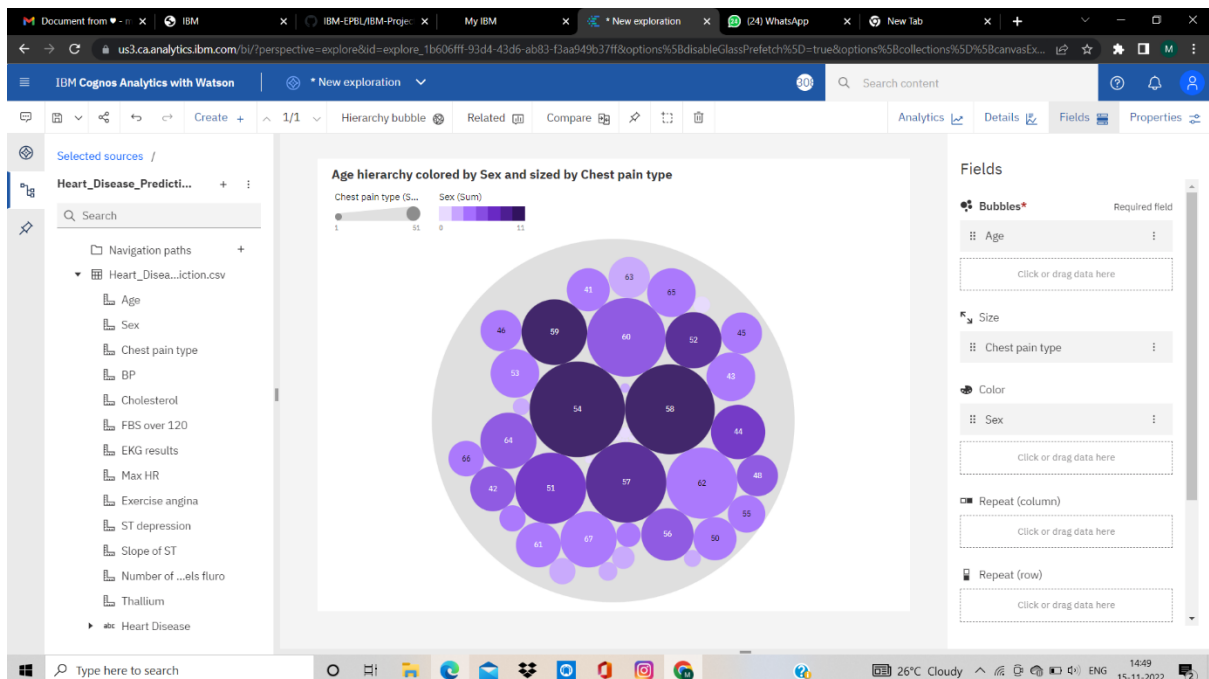 Document from ♥ - m
IBM
IBM-EPBL/IBM-Projec
My IBM
* New exploration
(24) WhatsApp
New Tab
us3.ca.analytics.ibm.com/bi/?perspective=explore&id=explore_1b606fff-93d4-43d6-ab83-f3aa949b37ff&options%5BdisableGlassPrefetch%5D=true&options%5Bcollections%5D%5BcanvasEx...
M
IBM Cognos Analytics with Watson
* New exploration
Search content
Create +
1/1
Hierarchy bubble
Related
Compare
Analytics
Details
Fields
Properties
Selected sources /
Heart_Disease_Predicti...
Search
Navigation paths
Heart_Disea...iction.csv
Age
Sex
Chest pain type
BP
Cholesterol
FBS over 120
EKG results
Max HR
Exercise angina
ST depression
Slope of ST
Number of ...els fluro
Thallium
abc Heart Disease
Age hierarchy colored by Sex and sized by Chest pain type
Chest pain type (S...
Sex (Sum)
1 51
0 11
63
41
65
46
59
60
52
45
53
43
54
58
44
64
66
42
51
57
62
48
55
61
67
56
50
Fields
Bubbles* Required field
Age
Click or drag data here
Size
Chest pain type
Color
Sex
Click or drag data here
Repeat (column)
Click or drag data here
Repeat (row)
Click or drag data here
Type here to search
26°C Cloudy
ENG
14:49
15-11-2022